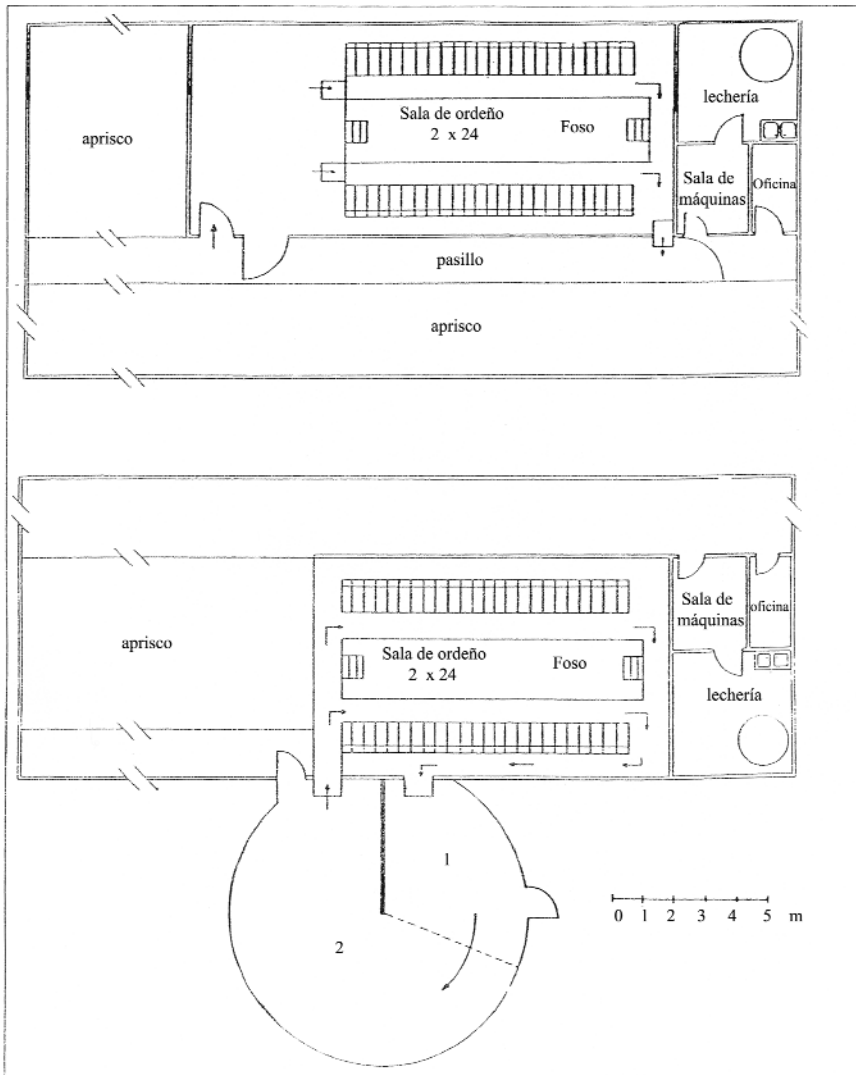 lechería
aprisco
Sala de ordeño
2 x 24
Foso
Sala de
máquinas
Oficina
pasillo
aprisco
aprisco
Sala de ordeño
2 x 24
Foso
Sala de
máquinas
oficina
lechería
1
2
0 1 2 3 4 5 m